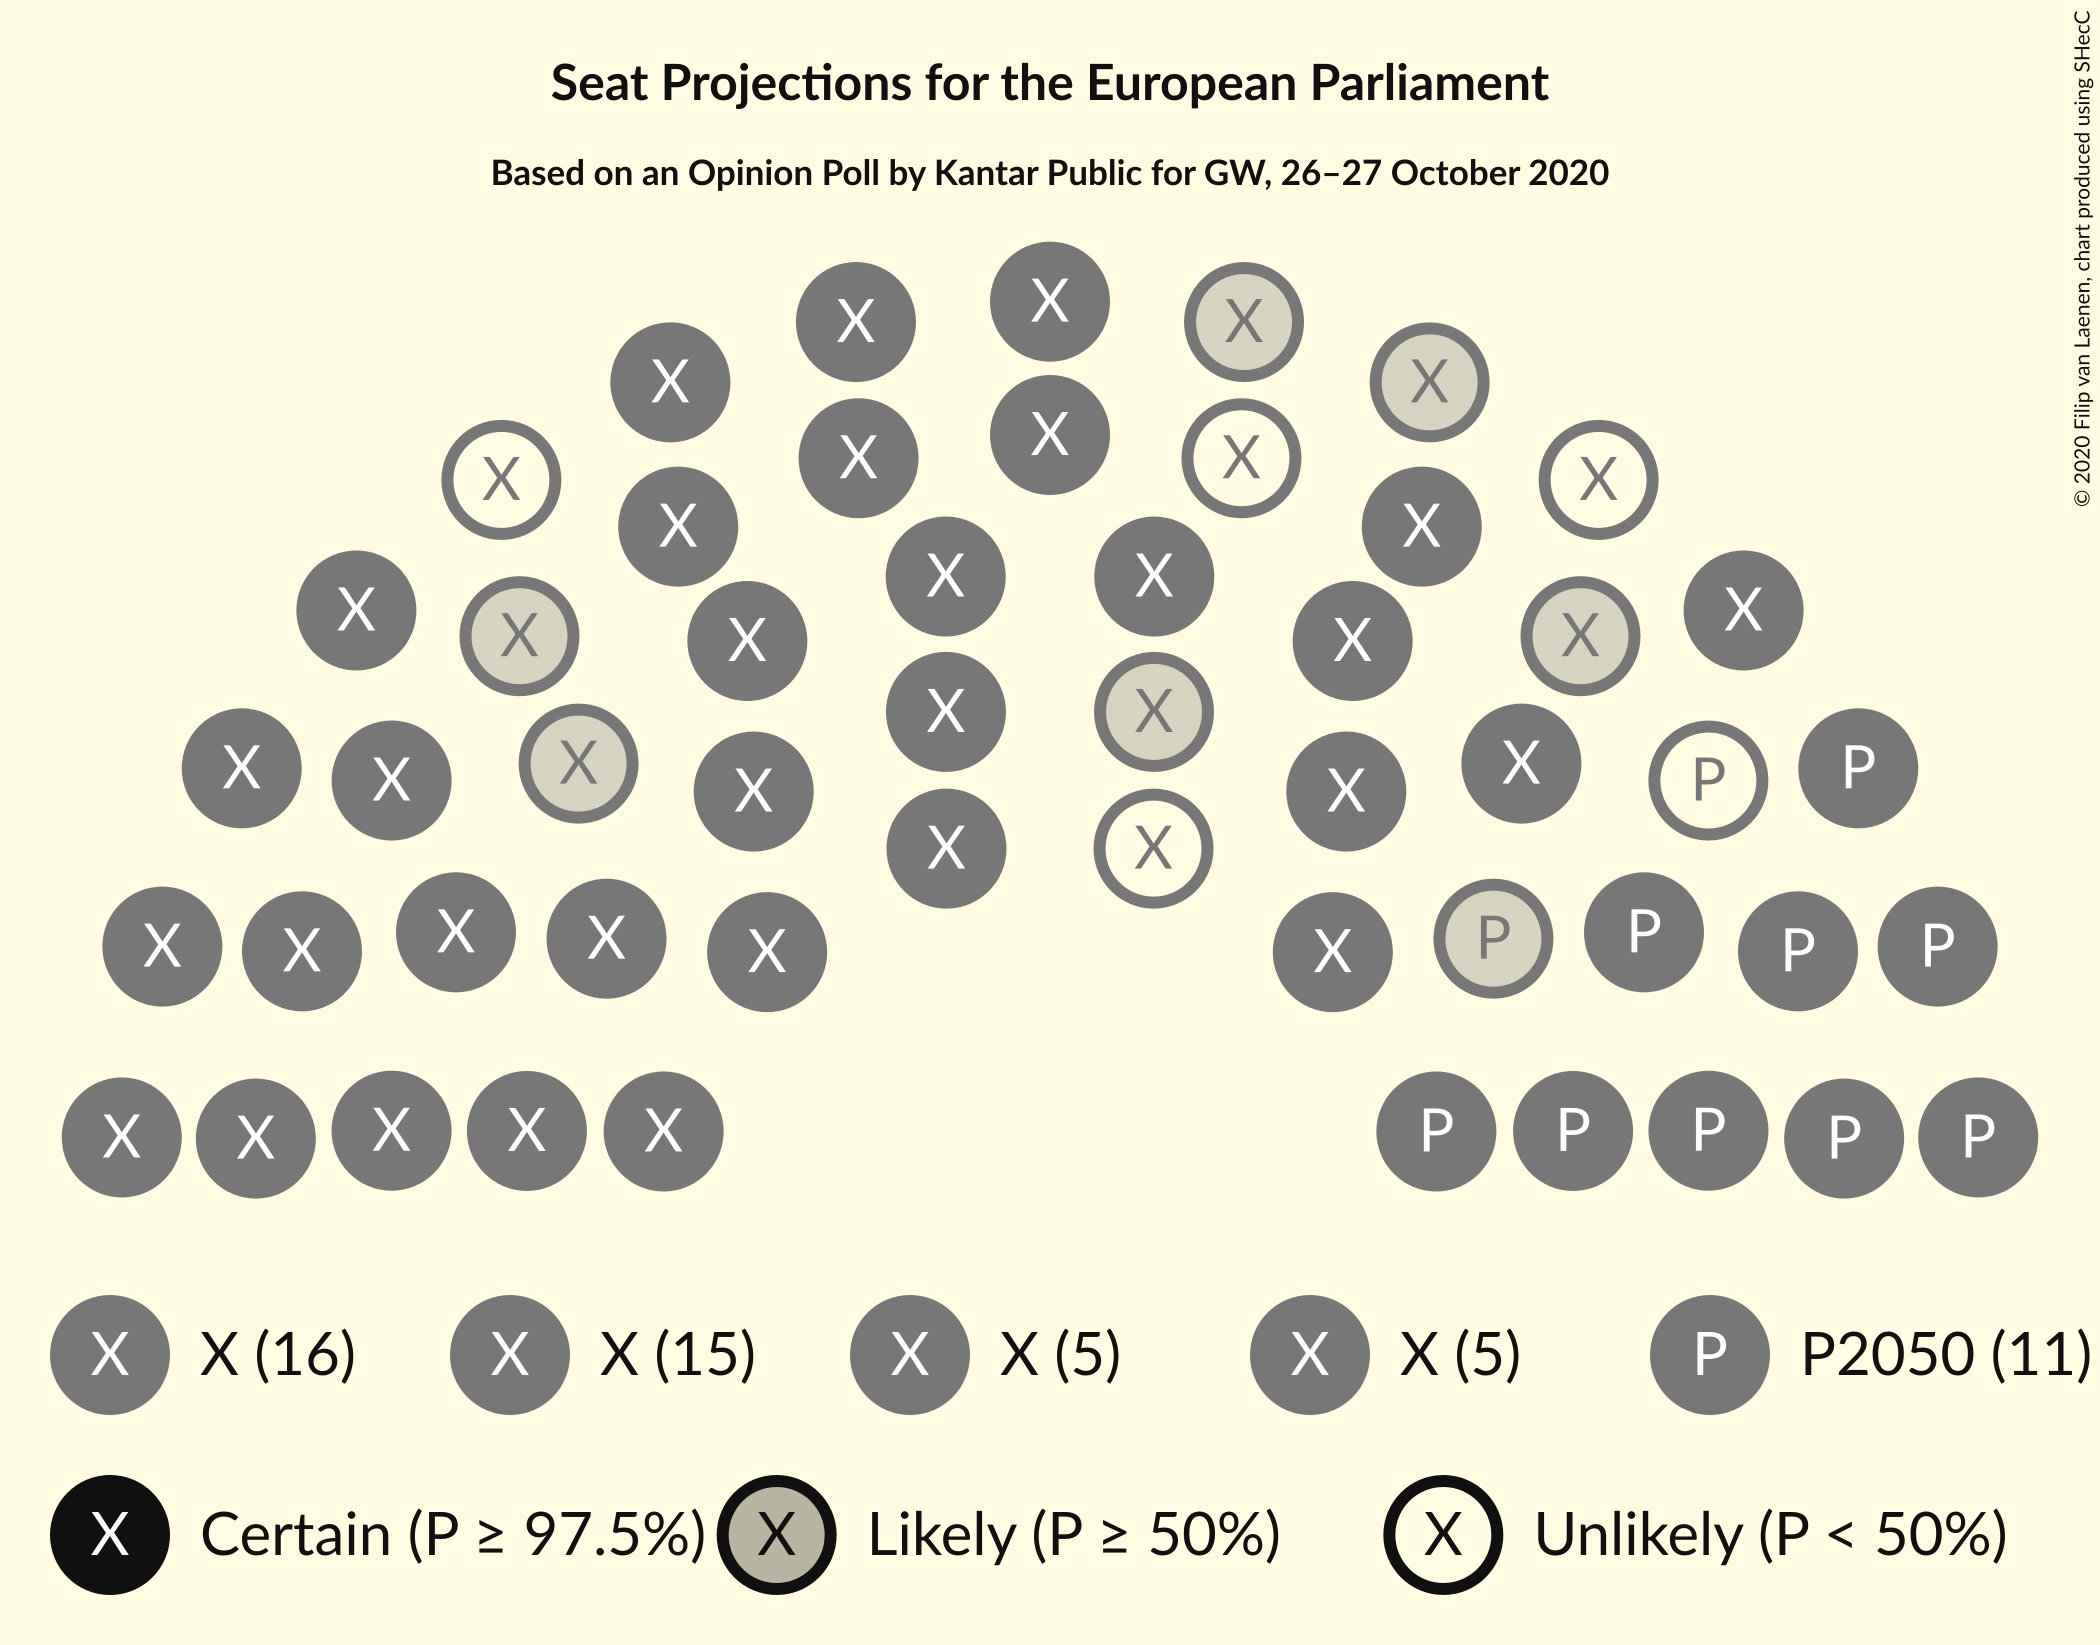 Seat Projections for the European Parliament
Based on an Opinion Poll by Kantar Public for GW, 26–27 October 2020
© 2020 Filip van Laenen, chart produced using SHecC
X
X X
X X
X
X X
X X
X X
X X
X X
X X
X X
X X
X X
X X
X X
X X P P
X X
X X
X X X X P P P P
X X
X X X X X P P P P P
X X (16) X X (15) X X (5) X X (5) P P2050 (11)
X Certain (P ≥ 97.5%) X Likely (P ≥ 50%) X Unlikely (P < 50%)